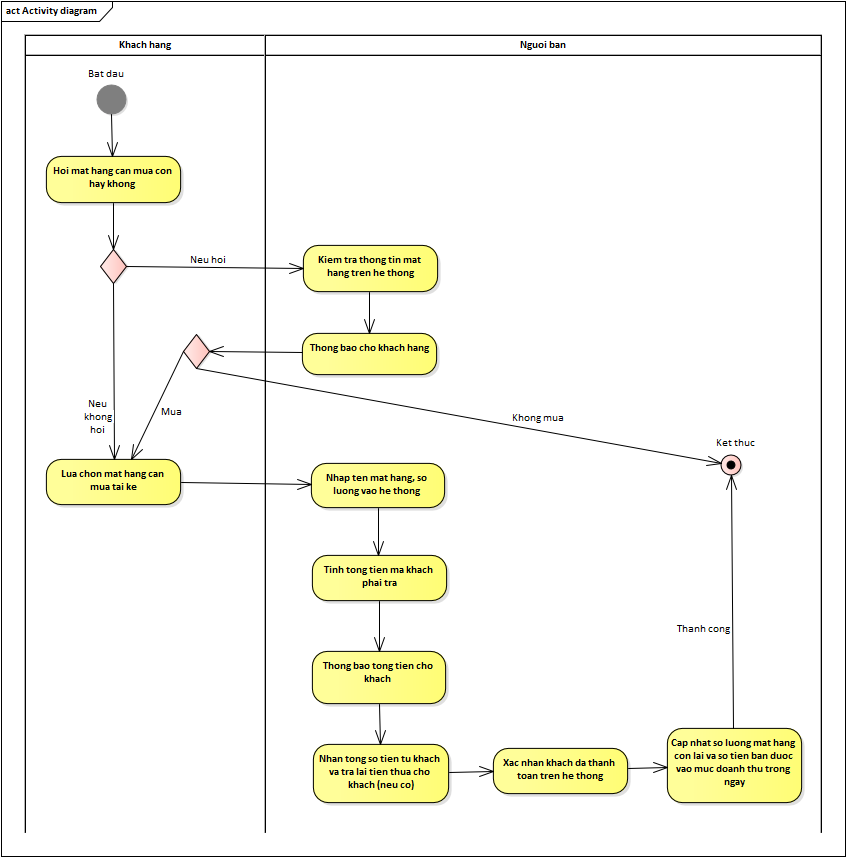 act Activity diagram
Khach hang
Nguoi ban
Bat dau
Hoi mat hang can mua con
hay khong
Neu hoi
Kiem tra thong tin mat
hang tren he thong
Thong bao cho khach hang
Neu
khong
hoi
Mua
Khong mua
Ket thuc
Lua chon mat hang can
mua tai ke
Nhap ten mat hang, so
luong vao he thong
Tinh tong tien ma khach
phai tra
Thanh cong
Thong bao tong tien cho
khach
Nhan tong so tien tu khach
va tra lai tien thua cho
khach (neu co)
Xac nhan khach da thanh
toan tren he thong
Cap nhat so luong mat hang
con lai va so tien ban duoc
vao muc doanh thu trong
ngay